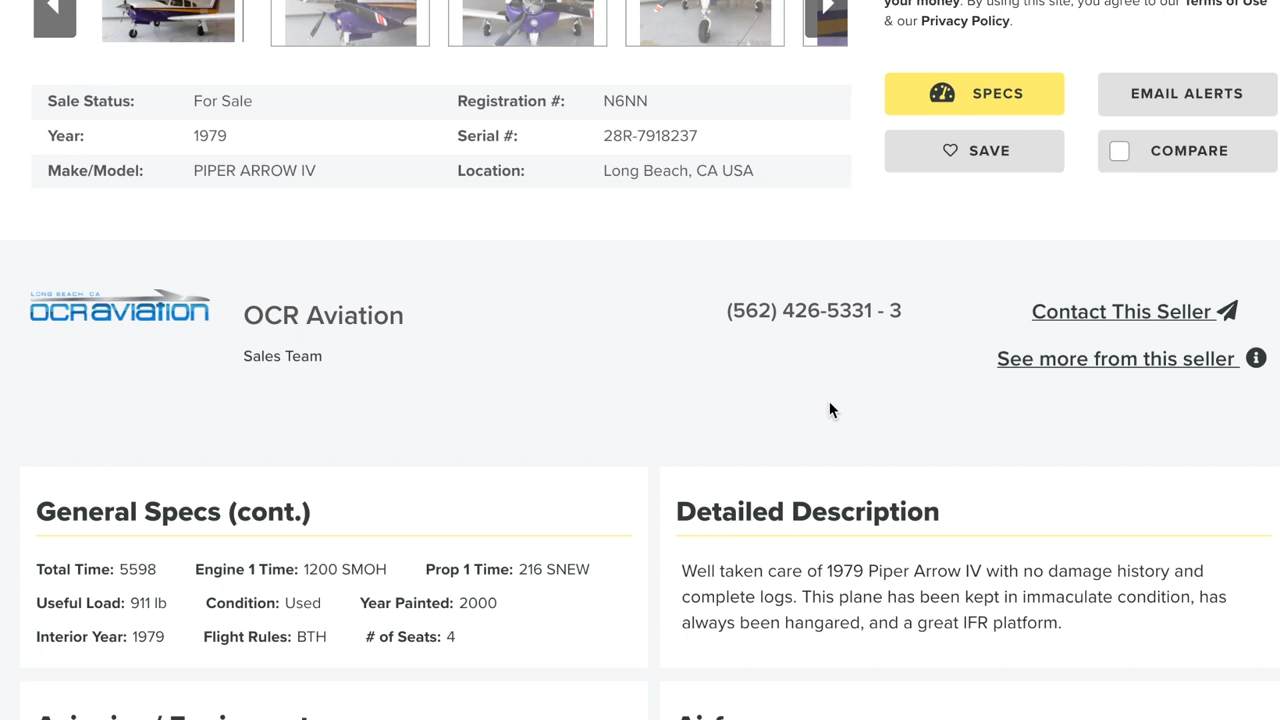 your money. By using this site, you agree to our Terms of Use
& our Privacy Policy.
SPECS
EMAIL ALERTS
SAVE
COMPARE
Sale Status: For Sale Registration #: N6NN
Year: 1979 Serial #: 28R-7918237
Make/Model: PIPER ARROW IV Location: Long Beach, CA USA
LONG BEACH, CA
OCR AVIATION
OCR Aviation
Sales Team
(562) 426-5331 - 3
Contact This Seller
See more from this seller
General Specs (cont.)
Total Time: 5598 Engine 1 Time: 1200 SMOH Prop 1 Time: 216 SNEW
Useful Load: 911 lb Condition: Used Year Painted: 2000
Interior Year: 1979 Flight Rules: BTH # of Seats: 4
Detailed Description
Well taken care of 1979 Piper Arrow IV with no damage history and
complete logs. This plane has been kept in immaculate condition, has
always been hangared, and a great IFR platform.